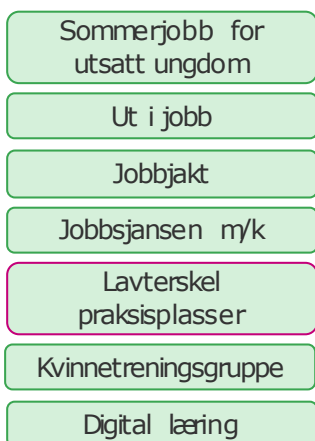 Sommerjobb for
utsatt ungdom
Ut i jobb
Jobbjakt
Jobbsjansen m/k
Lavterskel
praksisplasser
Kvinnetreningsgruppe
Digital læring